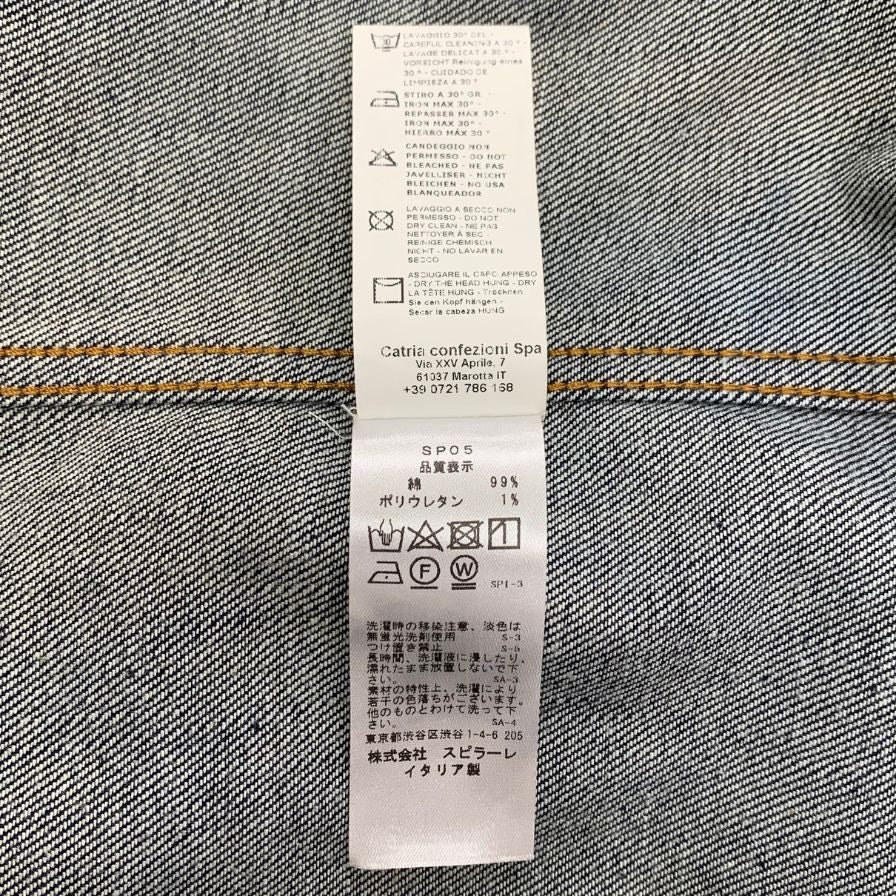 30
LAVAGGIO 30° DEL -
CAREFUL CLEANING A 30° -
LAVAGE DÉLICAT A 30° -
VORSICHT Reinigung eines
30° - CUIDADO DE
LIMPIEZA A 30°
STIRO A 30° GR. -
IRON MAX 30° -
REPASSER MAX 30° -
IRON MAX 30° -
HIERRO MÁX 30°
CANDEGGIO NON
PERMESSO - DO NOT
BLEACHED - NE PAS
JAVELLISER - NICHT
BLEICHEN - NO USA
BLANQUEADOR
LAVAGGIO A SECCO NON
PERMESSO - DO NOT
DRY CLEAN - NE PAS
NETTOYER À SEC -
REINIGE CHEMISCH
NICHT - NO LAVAR EN
SECCO
ASCIUGARE IL CAPO APPESO
- DRY THE HEAD HUNG - DRY
LA TÊTE HUNG - Trocknen
Sie den Kopf hängen -
Secar la cabeza HUNG
Catria confezioni Spa
Via XXV Aprile, 7
61037 Marotta IT
+39 0721 786 168
SP05
品質表示
綿 99%
ポリウレタン 1%
F W SP1-3
洗濯時の移染注意、淡色は
無蛍光洗剤使用 S-3
つけ置き禁止 S-5
長時間、洗濯液に浸したり、
濡れたまま放置しないで下
さい。 SA-3
素材の特性上、洗濯により
若干の色落ちがございます。
他のものとわけて洗って下
さい。 SA-4
東京都渋谷区渋谷1-4-6 205
株式会社 スピラーレ
イタリア製